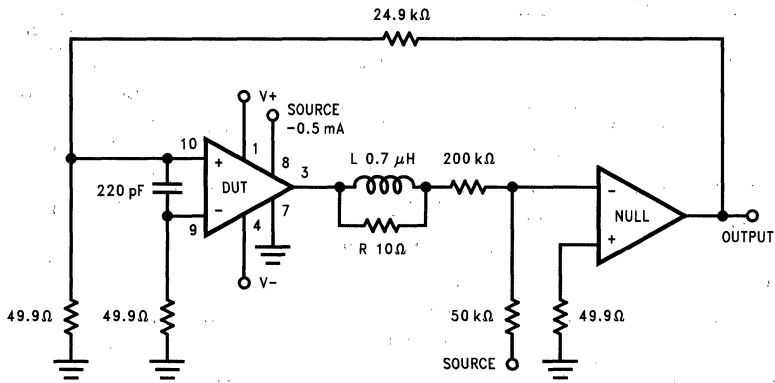 24.9 kΩ
V+
SOURCE
-0.5 mA
10
1
8
+
DUT
3
L 0.7 μH
200 kΩ
220 pF
-
9
4
7
R 10Ω
-
NULL
+
OUTPUT
V-
49.9Ω
49.9Ω
50 kΩ
49.9Ω
SOURCE